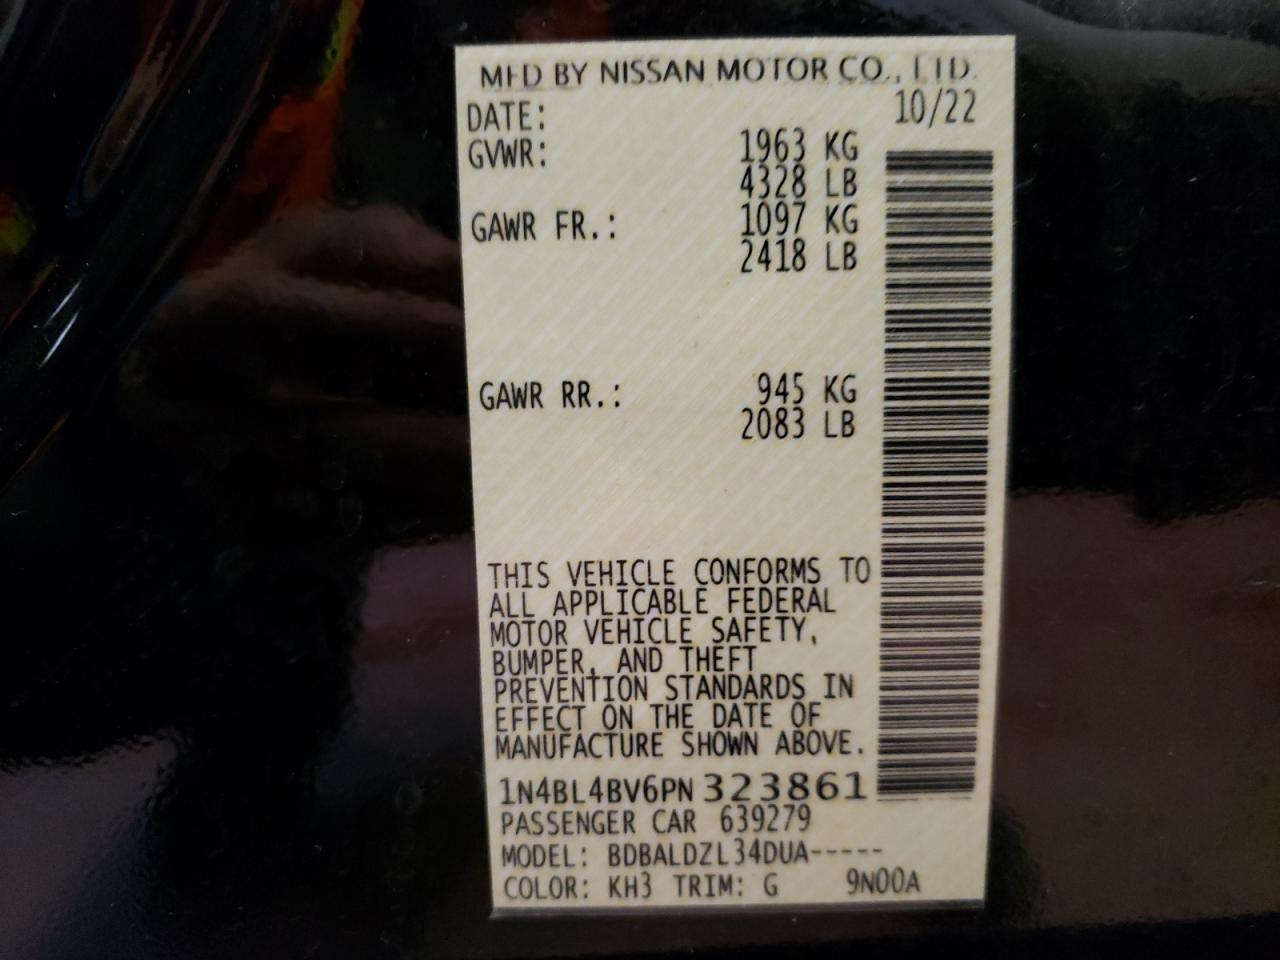 MFD BY NISSAN MOTOR CO., LTD.
DATE: 10/22
GVWR: 1963 KG
4328 LB
GAWR FR.: 1097 KG
2418 LB
GAWR RR.: 945 KG
2083 LB
THIS VEHICLE CONFORMS TO
ALL APPLICABLE FEDERAL
MOTOR VEHICLE SAFETY,
BUMPER, AND THEFT
PREVENTION STANDARDS IN
EFFECT ON THE DATE OF
MANUFACTURE SHOWN ABOVE.
1N4BL4BV6PN323861
PASSENGER CAR 639279
MODEL: BDBALDZL34DUA-----
COLOR: KH3 TRIM: G 9N00A